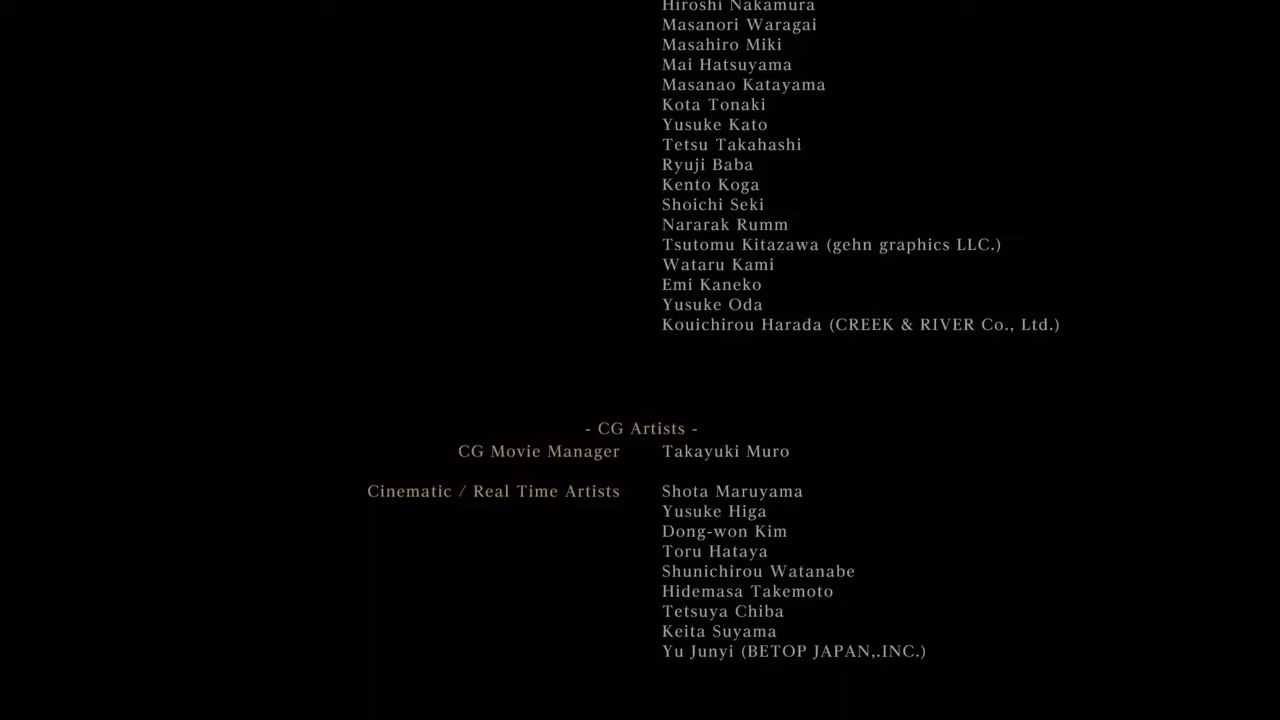 Hiroshi Nakamura
Masanori Waragai
Masahiro Miki
Mai Hatsuyama
Masanao Katayama
Kota Tonaki
Yusuke Kato
Tetsu Takahashi
Ryuji Baba
Kento Koga
Shoichi Seki
Nararak Rumm
Tsutomu Kitazawa (gehn graphics LLC.)
Wataru Kami
Emi Kaneko
Yusuke Oda
Kouichirou Harada (CREEK & RIVER Co., Ltd.)
- CG Artists -
CG Movie Manager Takayuki Muro
Cinematic / Real Time Artists Shota Maruyama
Yusuke Higa
Dong-won Kim
Toru Hataya
Shunichirou Watanabe
Hidemasa Takemoto
Tetsuya Chiba
Keita Suyama
Yu Junyi (BETOP JAPAN,.INC.)